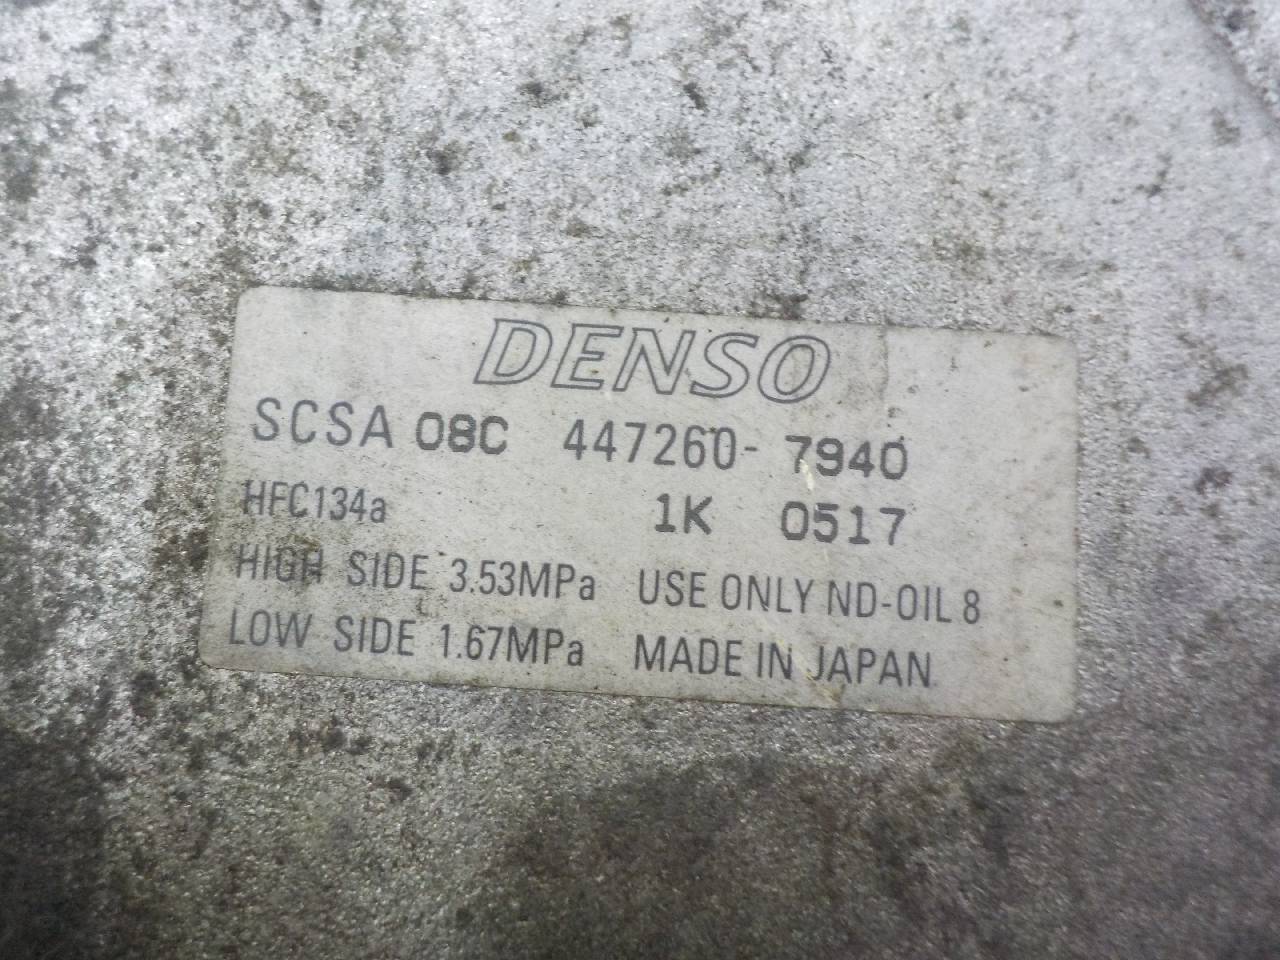 DENSO
SCSA 08C 447260-7940
HFC134a 1K 0517
HIGH SIDE 3.53MPa USE ONLY ND-OIL 8
LOW SIDE 1.67MPa MADE IN JAPAN